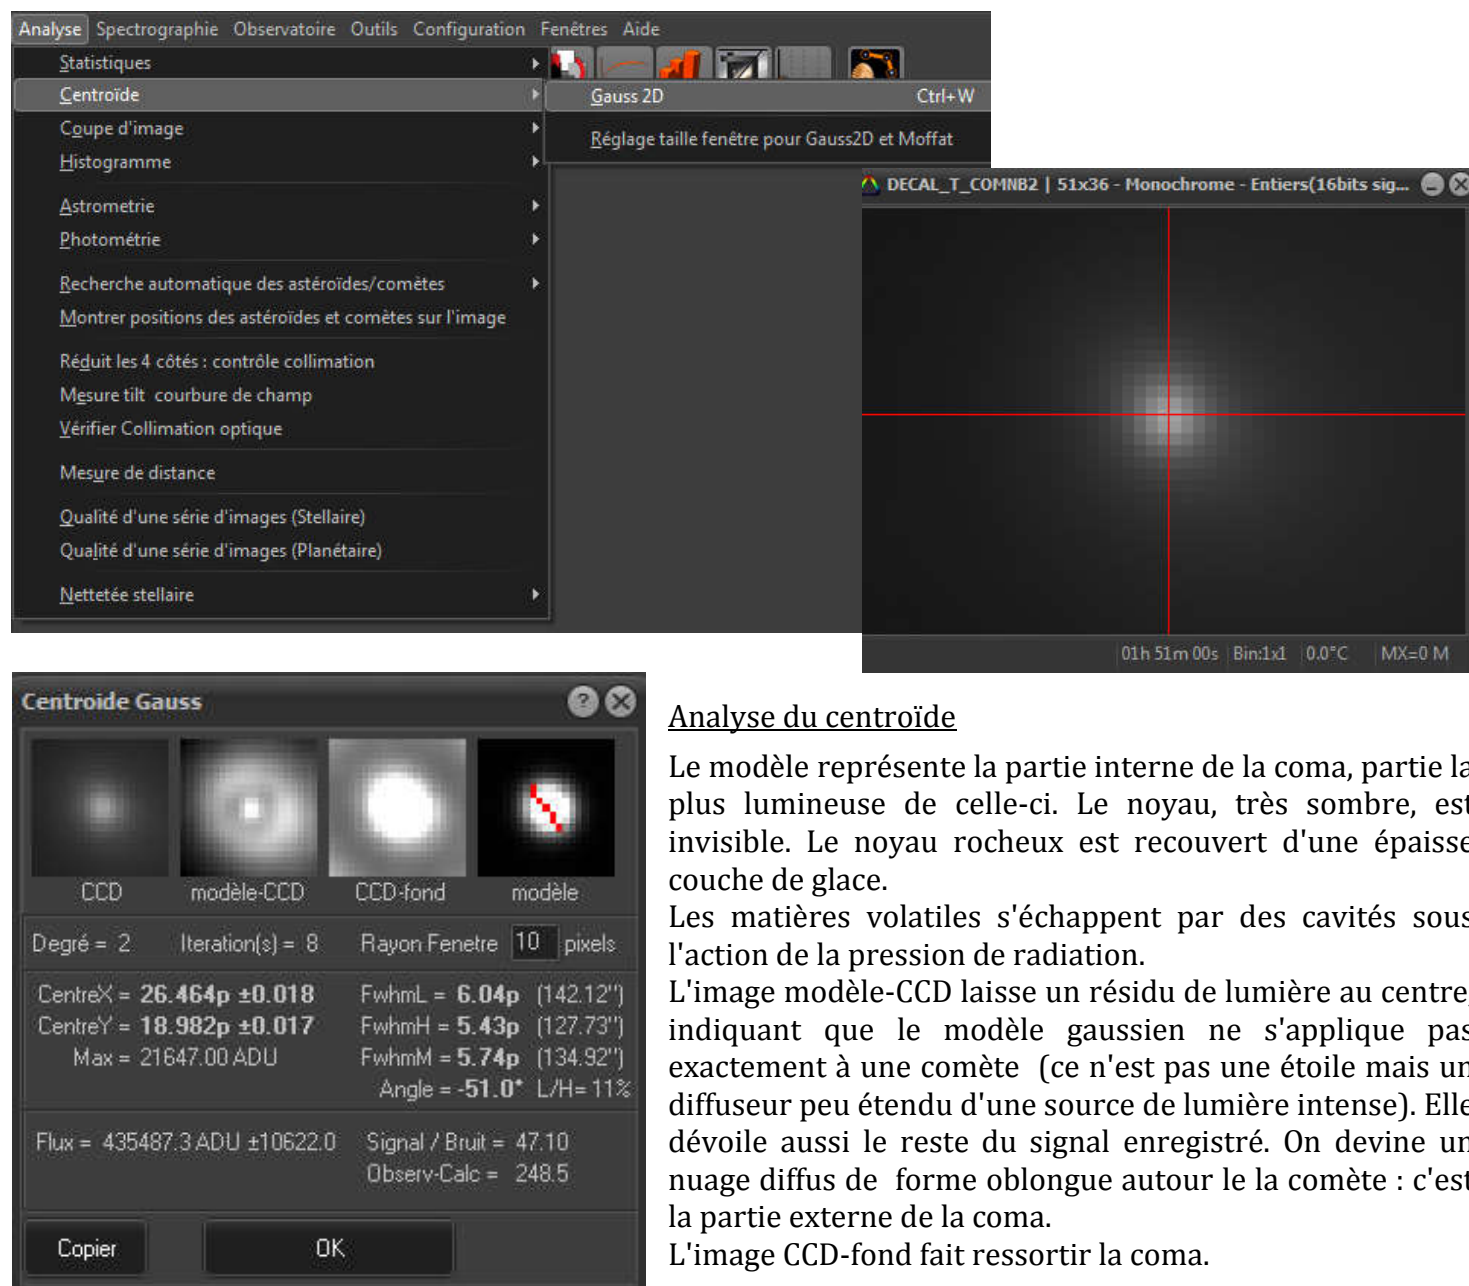 Analyse Spectrographie Observatoire Outils Configuration Fenêtres Aide
Statistiques
Centroïde
Gauss 2D Ctrl+W
Coupe d'image
Réglage taille fenêtre pour Gauss2D et Moffat
Histogramme
Astrometrie
Photométrie
Recherche automatique des astéroïdes/comètes
Montrer positions des astéroïdes et comètes sur l'image
Réduit les 4 côtés : contrôle collimation
Mesure tilt courbure de champ
Vérifier Collimation optique
Mesure de distance
Qualité d'une série d'images (Stellaire)
Qualité d'une série d'images (Planétaire)
Nettetée stellaire
DECAL_T_COMNB2 | 51x36 - Monochrome - Entiers(16bits sig...
01h 51m 00s Bin:1x1 0.0°C MX=0 M
Centroide Gauss
CCD modèle-CCD CCD-fond modèle
Degré = 2 Iteration(s) = 8 Rayon Fenetre 10 pixels
CentreX = 26.464p ±0.018 FwhmL = 6.04p (142.12")
CentreY = 18.982p ±0.017 FwhmH = 5.43p (127.73")
Max = 21647.00 ADU FwhmM = 5.74p (134.92")
Angle = -51.0° L/H= 11%
Flux = 435487.3 ADU ±10622.0 Signal / Bruit = 47.10
Observ-Calc = 248.5
Copier OK
Analyse du centroïde
Le modèle représente la partie interne de la coma, partie la
plus lumineuse de celle-ci. Le noyau, très sombre, est
invisible. Le noyau rocheux est recouvert d'une épaisse
couche de glace.
Les matières volatiles s'échappent par des cavités sous
l'action de la pression de radiation.
L'image modèle-CCD laisse un résidu de lumière au centre,
indiquant que le modèle gaussien ne s'applique pas
exactement à une comète (ce n'est pas une étoile mais un
diffuseur peu étendu d'une source de lumière intense). Elle
dévoile aussi le reste du signal enregistré. On devine un
nuage diffus de forme oblongue autour le la comète : c'est
la partie externe de la coma.
L'image CCD-fond fait ressortir la coma.